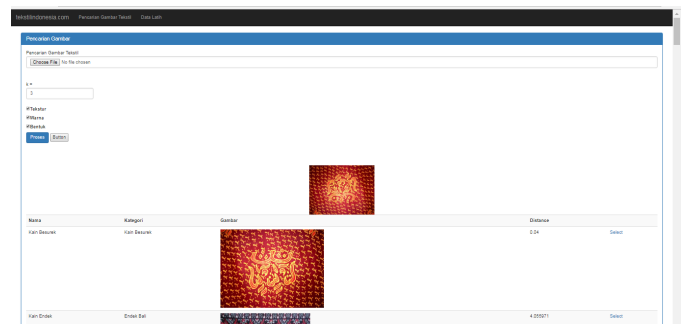 tekstilindonesia.com Pencarian Gambar Tekstil Data Latih
Pencarian Gambar
Pencarian Gambar Tekstil
Choose File No file chosen
k =
3
Tekstur
Warna
Bentuk
Proses Button
Nama Kategori Gambar Distance
Kain Besurek Kain Besurek 0.04 Select
Kain Endek Endek Bali 4.055971 Select